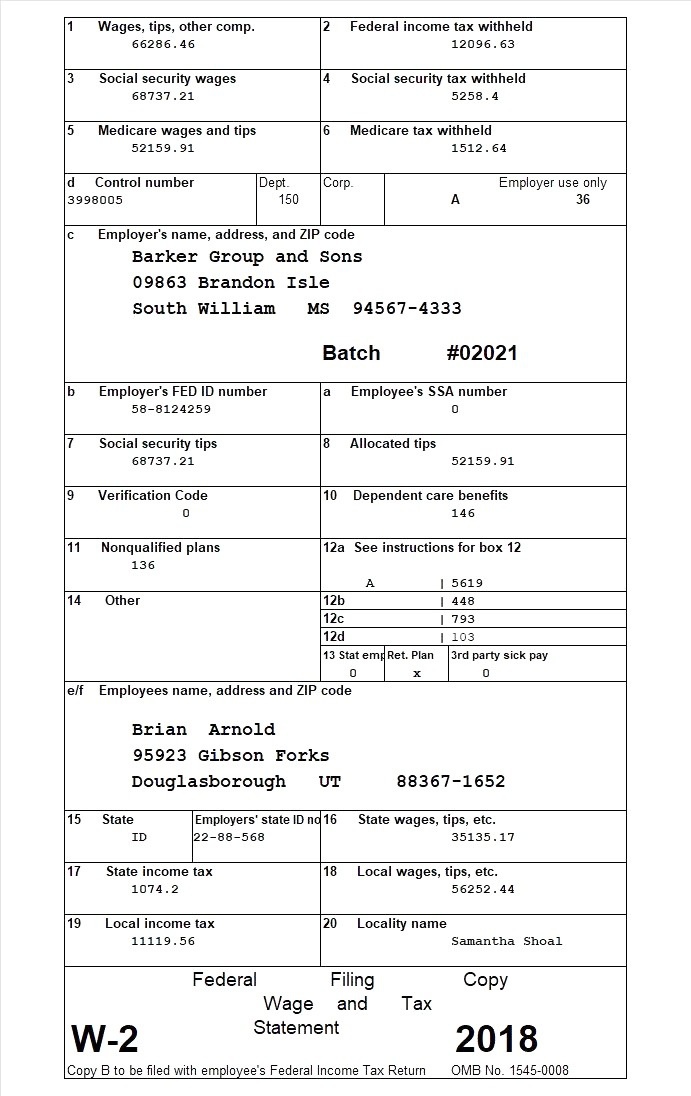 1 Wages, tips, other comp. 2 Federal income tax withheld
66286.46 12096.63
3 Social security wages 4 Social security tax withheld
68737.21 5258.4
5 Medicare wages and tips 6 Medicare tax withheld
52159.91 1512.64
d Control number Dept. Corp. Employer use only
3998005 150 A 36
c Employer's name, address, and ZIP code
Barker Group and Sons
09863 Brandon Isle
South William MS 94567-4333
Batch #02021
b Employer's FED ID number a Employee's SSA number
58-8124259 0
7 Social security tips 8 Allocated tips
68737.21 52159.91
9 Verification Code 10 Dependent care benefits
0 146
11 Nonqualified plans 12a See instructions for box 12
136
A | 5619
14 Other 12b | 448
12c | 793
12d | 103
13 Stat emp Ret. Plan 3rd party sick pay
0 x 0
e/f Employees name, address and ZIP code
Brian Arnold
95923 Gibson Forks
Douglasborough UT 88367-1652
15 State Employers' state ID no 16 State wages, tips, etc.
ID 22-88-568 35135.17
17 State income tax 18 Local wages, tips, etc.
1074.2 56252.44
19 Local income tax 20 Locality name
11119.56 Samantha Shoal
Federal Filing Copy
Wage and Tax
Statement
W-2 2018
Copy B to be filed with employee's Federal Income Tax Return OMB No. 1545-0008